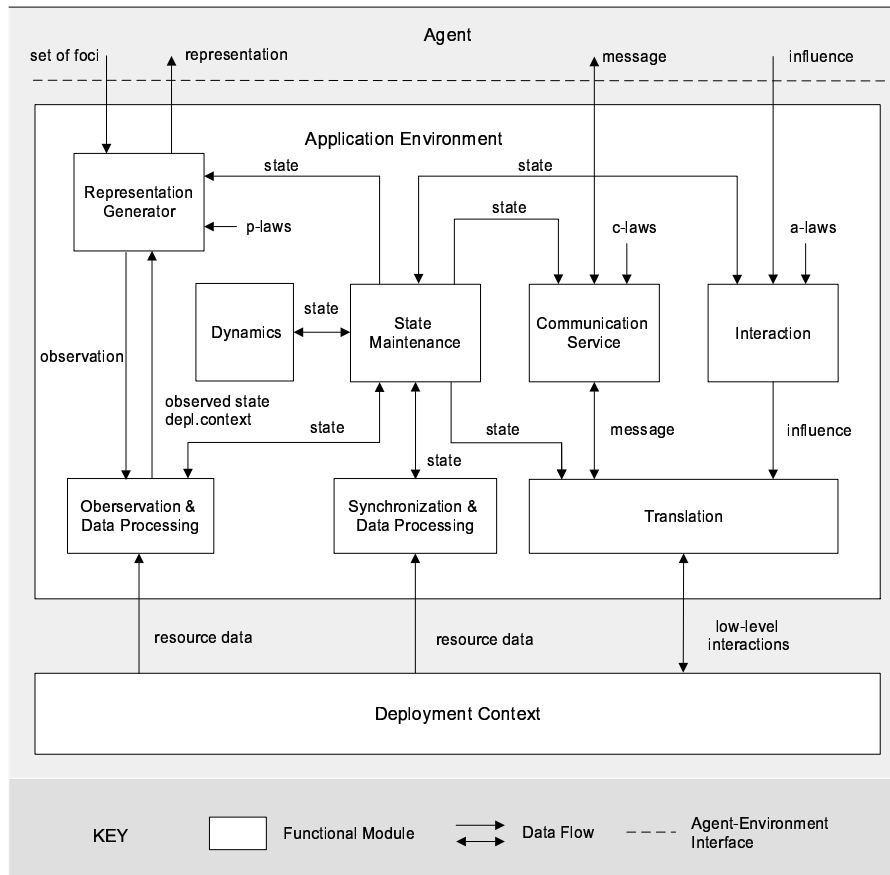 Agent
set of foci
representation
message
influence
Application Environment
state
state
Representation
Generator
state
p-laws
c-laws
a-laws
Dynamics
state
State
Maintenance
Communication
Service
Interaction
observation
observed state
depl.context
state
state
message
influence
state
Oberservation &
Data Processing
Synchronization &
Data Processing
Translation
resource data
resource data
low-level
interactions
Deployment Context
KEY
Functional Module
Data Flow
Agent-Environment
Interface